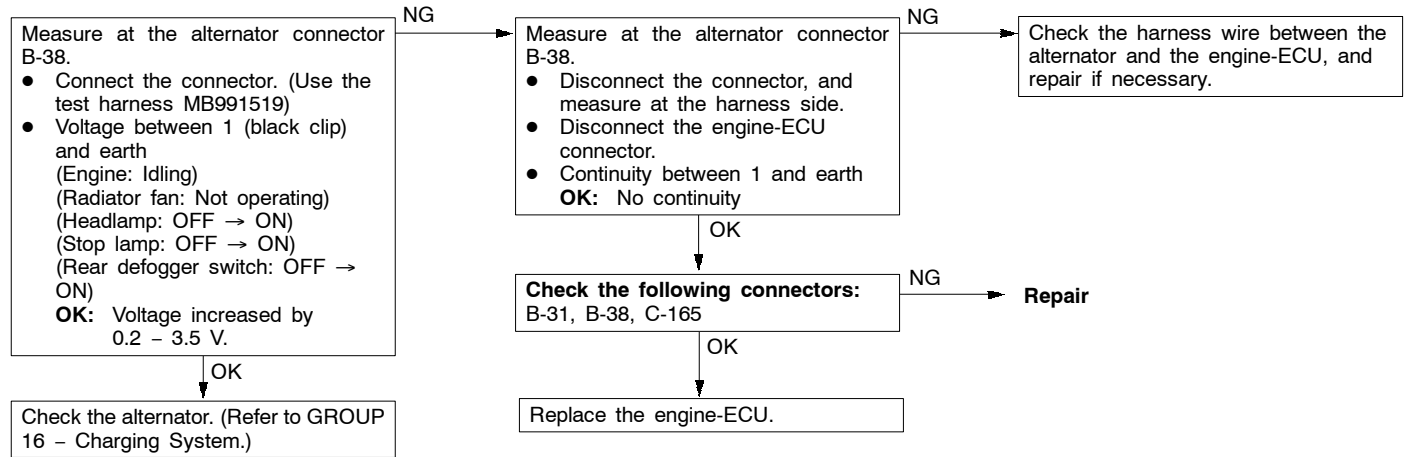 Measure at the alternator connector
B-38.
● Connect the connector. (Use the
test harness MB991519)
● Voltage between 1 (black clip)
and earth
(Engine: Idling)
(Radiator fan: Not operating)
(Headlamp: OFF → ON)
(Stop lamp: OFF → ON)
(Rear defogger switch: OFF →
ON)
OK: Voltage increased by
0.2 – 3.5 V.
OK
Check the alternator. (Refer to GROUP
16 – Charging System.)
NG
Measure at the alternator connector
B-38.
● Disconnect the connector, and
measure at the harness side.
● Disconnect the engine-ECU
connector.
● Continuity between 1 and earth
OK: No continuity
NG
Check the harness wire between the
alternator and the engine-ECU, and
repair if necessary.
OK
Check the following connectors:
B-31, B-38, C-165
NG
Repair
OK
Replace the engine-ECU.